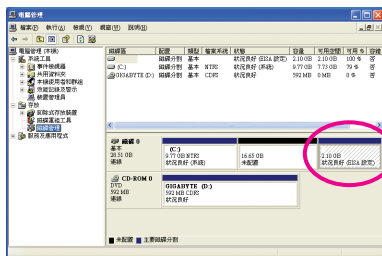 電腦管理
檔案(F) 執行(A) 檢視(V) 視窗(W) 說明(H)
電腦管理 (本機)
系統工具
事件檢視器
共用資料夾
本機使用者和群組
效能記錄及警示
裝置管理員
存放
卸除式存放裝置
磁碟重組工具
磁碟管理
服務及應用程式
磁碟區 配置 類型 檔案系統 狀態 容量 可用空間 可用 % 容錯
磁碟分割 基本 狀況良好 (EISA 設定) 2.10 GB 2.10 GB 100 % 否
(C:) 磁碟分割 基本 NTFS 狀況良好 (系統) 9.77 GB 7.73 GB 79 % 否
GIGABYTE (D:) 磁碟分割 基本 CDFS 狀況良好 592 MB 0 MB 0 % 否
磁碟 0
基本
28.51 GB
連線
(C:)
9.77 GB NTFS
狀況良好 (系統)
16.65 GB
未配置
2.10 GB
狀況良好 (EISA 設定)
CD-ROM 0
DVD
592 MB
連線
GIGABYTE (D:)
592 MB CDFS
狀況良好
未配置 主要磁碟分割